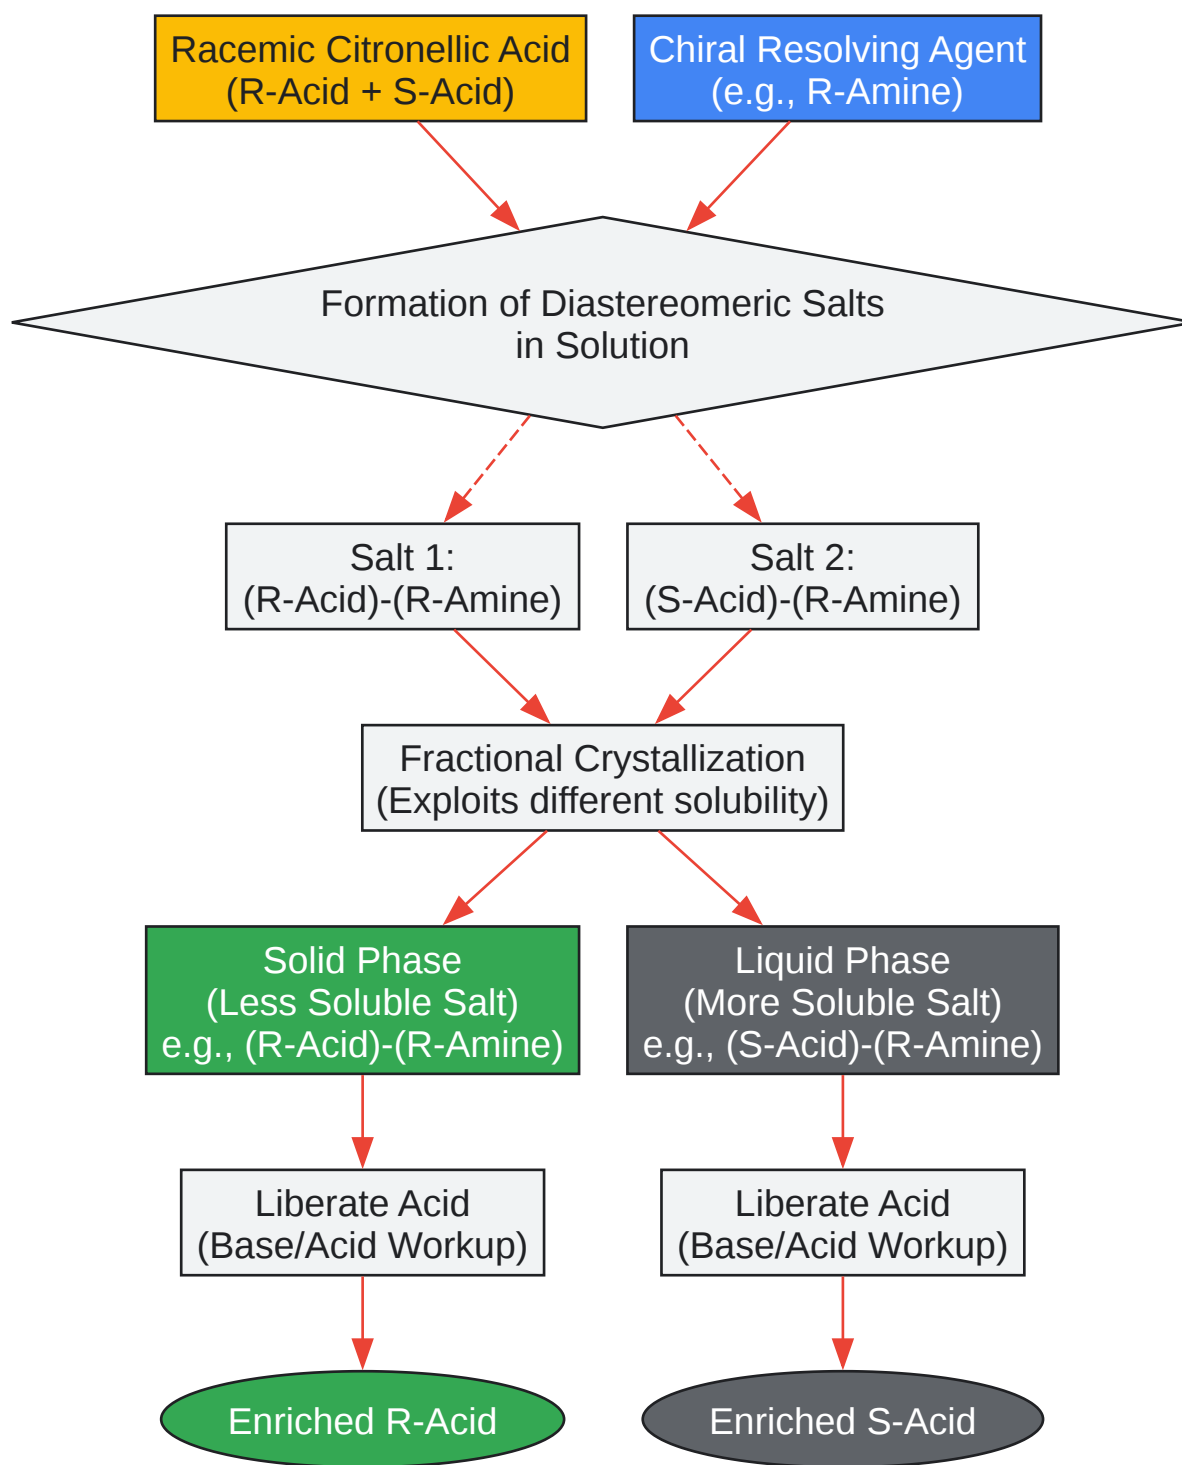 Racemic Citronellic Acid
(R-Acid + S-Acid)
Chiral Resolving Agent
(e.g., R-Amine)
Formation of Diastereomeric Salts
in Solution
Salt 1:
(R-Acid)-(R-Amine)
Salt 2:
(S-Acid)-(R-Amine)
Fractional Crystallization
(Exploits different solubility)
Solid Phase
(Less Soluble Salt)
e.g., (R-Acid)-(R-Amine)
Liquid Phase
(More Soluble Salt)
e.g., (S-Acid)-(R-Amine)
Liberate Acid
(Base/Acid Workup)
Liberate Acid
(Base/Acid Workup)
Enriched R-Acid
Enriched S-Acid